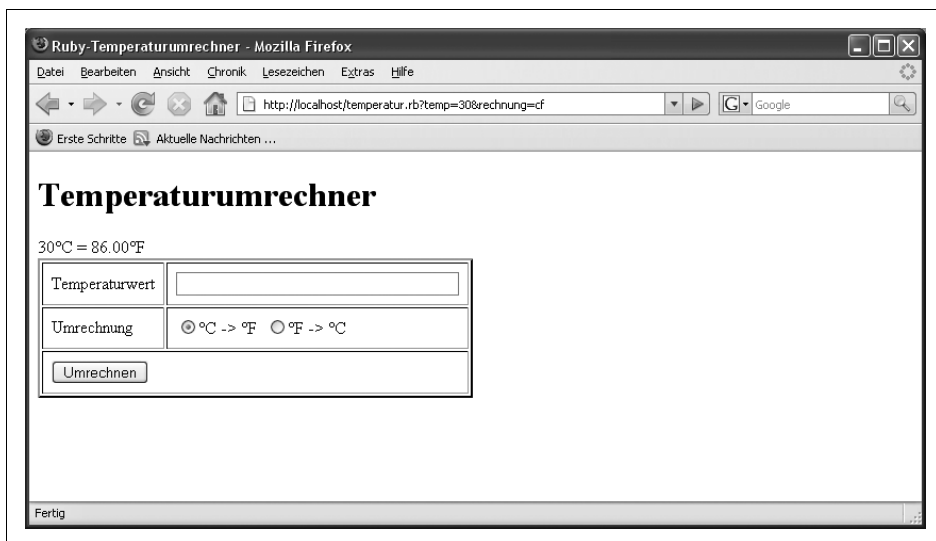 Ruby-Temperaturumrechner - Mozilla Firefox
Datei Bearbeiten Ansicht Chronik Lesezeichen Extras Hilfe
http://localhost/temperatur.rb?temp=30&rechnung=cf G Google
Erste Schritte Aktuelle Nachrichten ...
Temperaturumrechner
30°C = 86.00°F
Temperaturwert
Umrechnung °C -> °F °F -> °C
Umrechnen
Fertig